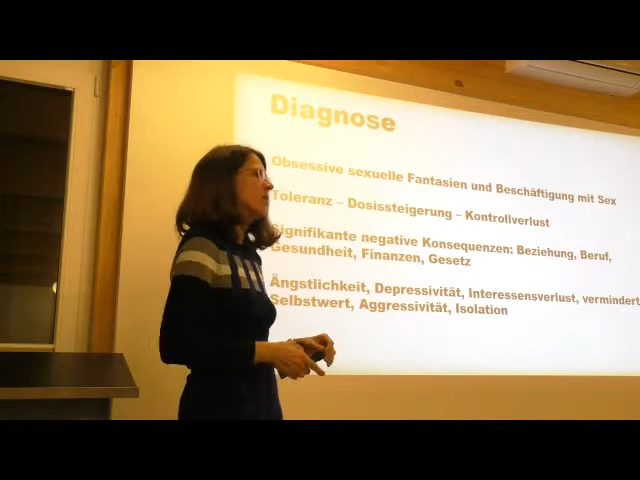 Diagnose
Obsessive sexuelle Fantasien und Beschäftigung mit Sex
Toleranz – Dosissteigerung – Kontrollverlust
Signifikante negative Konsequenzen: Beziehung, Beruf,
Gesundheit, Finanzen, Gesetz
Ängstlichkeit, Depressivität, Interessensverlust, vermindert
Selbstwert, Aggressivität, Isolation